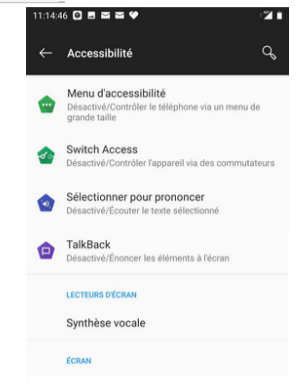 11:14:46
Accessibilité
Menu d'accessibilité
Désactivé/Contrôler le téléphone via un menu de
grande taille
Switch Access
Désactivé/Contrôler l'appareil via des commutateurs
Sélectionner pour prononcer
Désactivé/Écouter le texte sélectionné
TalkBack
Désactivé/Énoncer les éléments à l'écran
LECTEURS D'ÉCRAN
Synthèse vocale
ÉCRAN